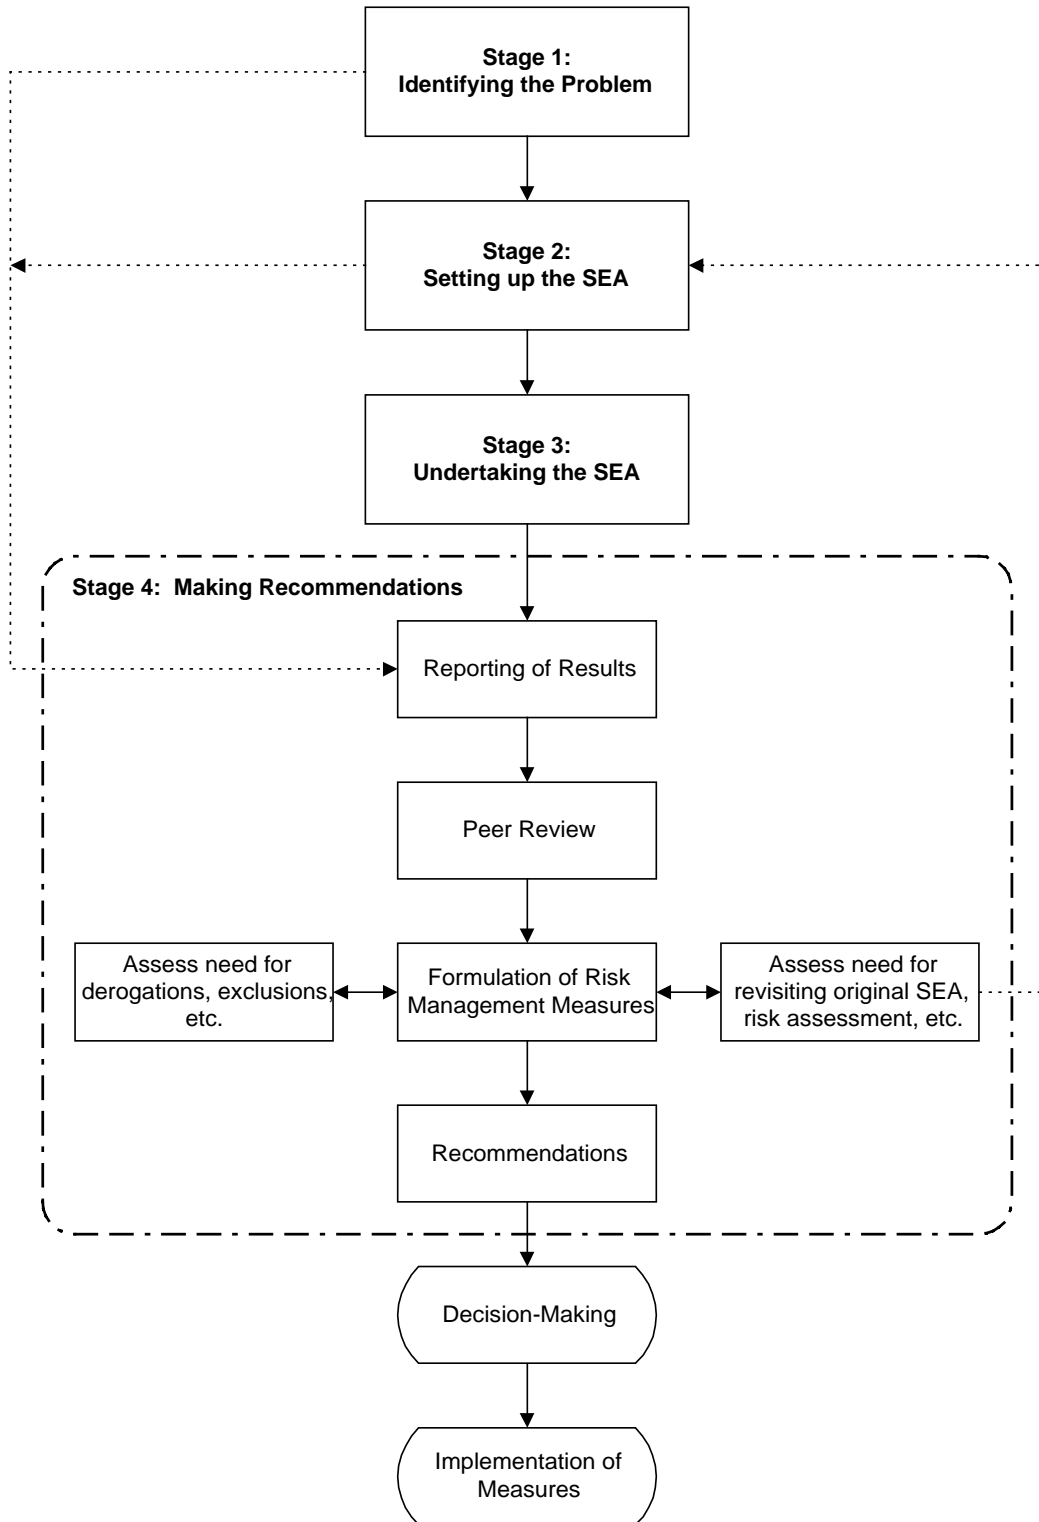 Stage 1:
Identifying the Problem
Stage 2:
Setting up the SEA
Stage 3:
Undertaking the SEA
Stage 4:  Making Recommendations
Reporting of Results
Peer Review
Assess need for
derogations, exclusions,
etc.
Formulation of Risk
Management Measures
Assess need for
revisiting original SEA,
risk assessment, etc.
Recommendations
Decision-Making
Implementation of
Measures